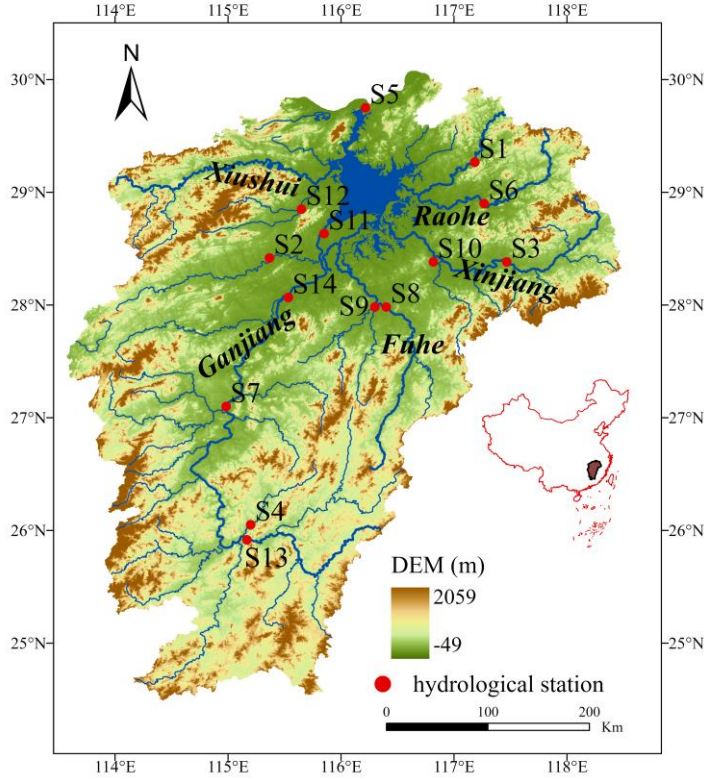 114°E 115°E 116°E 117°E 118°E
N
30°N 30°N
S5
S1
29°N 29°N
Xiushui
S12
S6
Raohe
S11
S2
S10
S3
Xinjiang
S14
28°N 28°N
S9
S8
Ganjiang
Fuhe
S7
27°N 27°N
S4
26°N 26°N
S13
DEM (m)
2059
-49
25°N 25°N
hydrological station
0 100 200
Km
114°E 115°E 116°E 117°E 118°E